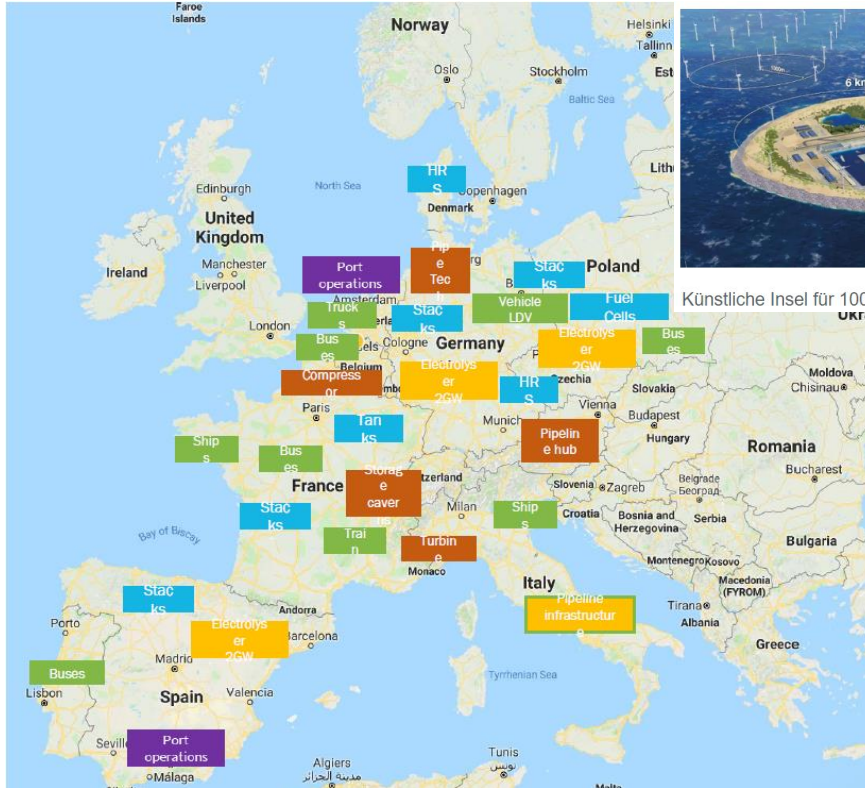 Faroe
Islands
Norway
Helsinki
Tallinn
Oslo
Stockholm
Est
Baltic Sea
6 km
HR
S
Lith
Edinburgh
North Sea
Copenhagen
Denmark
United
Kingdom
Pip
e
Tec
h
Ireland
Manchester
Liverpool
Port
operations
Stac
ks
Poland
Amsterdam
Künstliche Insel für 100
Truck
s
Stac
ks
Vehicle
LDV
Fuel
Cells
Ukr
London
Bus
es
Cologne
Germany
Electrolys
er
2GW
Bus
es
Belgium
Compress
or
Electrolys
er
2GW
HR
S
Czechia
Moldova
Chisinau
Slovakia
Paris
Vienna
Budapest
Hungary
Tan
ks
Munich
Pipelin
e hub
Ship
s
Bus
es
Romania
France
Storag
e
cavern
s
Slovenia
Zagreb
Belgrade
Београд
Bucharest
Milan
Stac
ks
Ship
s
Croatia
Bosnia and
Herzegovina
Serbia
Bay of Biscay
Trai
n
Turbin
e
Bulgaria
Monaco
Montenegro
Kosovo
Italy
Macedonia
(FYROM)
Stac
ks
Andorra
Pipeline
infrastructur
e
Tirana
Albania
Porto
Electrolys
er
2GW
Barcelona
Greece
Madrid
Buses
Tyrrhenian Sea
Lisbon
Spain
Valencia
Port
operations
Seville
Málaga
Algiers
مدينة الجزائر
Tunis
تونس
Malta